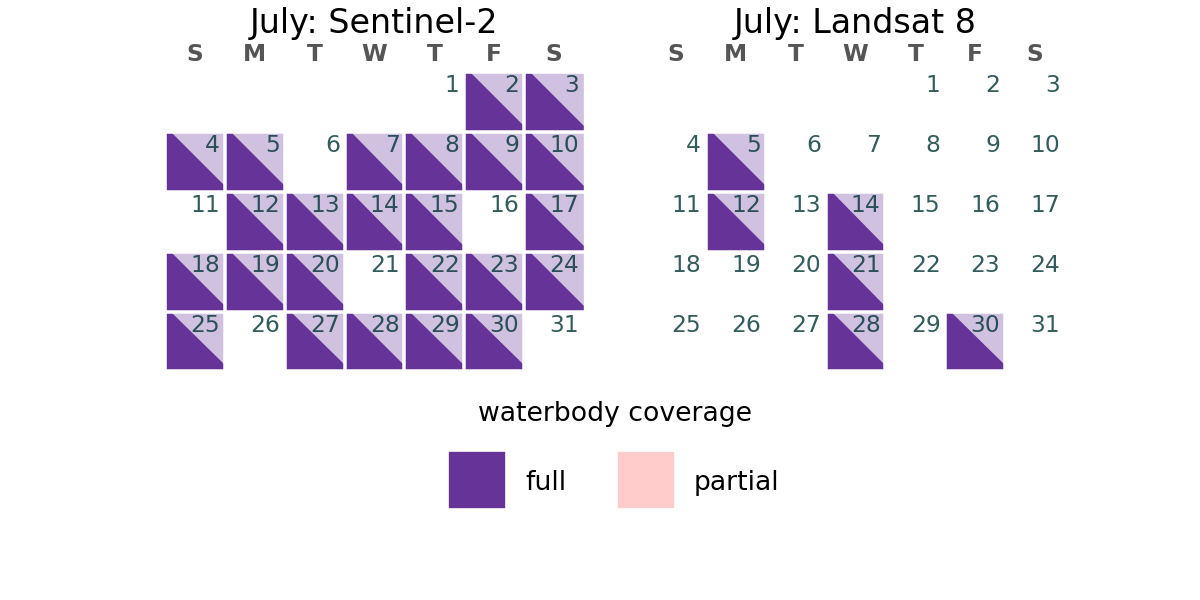 July: Sentinel-2
S M T W T F S
1 2 3
4 5 6 7 8 9 10
11 12 13 14 15 16 17
18 19 20 21 22 23 24
25 26 27 28 29 30 31
July: Landsat 8
S M T W T F S
1 2 3
4 5 6 7 8 9 10
11 12 13 14 15 16 17
18 19 20 21 22 23 24
25 26 27 28 29 30 31
waterbody coverage
full
partial